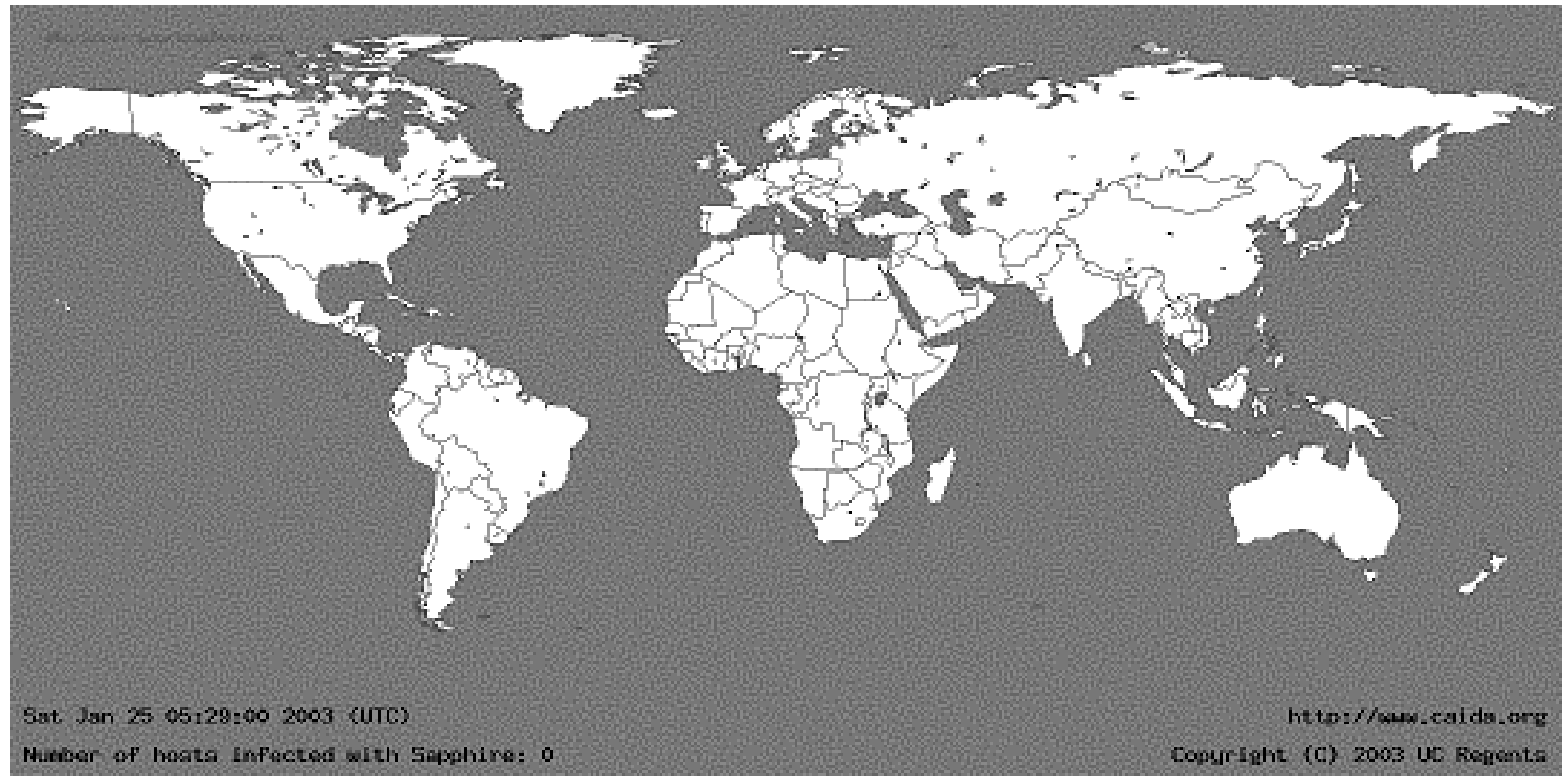 Sat Jan 25 05:29:00 2003 (UTC)
http://www.caida.org
Number of hosts infected with Sapphire: 0
Copyright (C) 2003 UC Regents